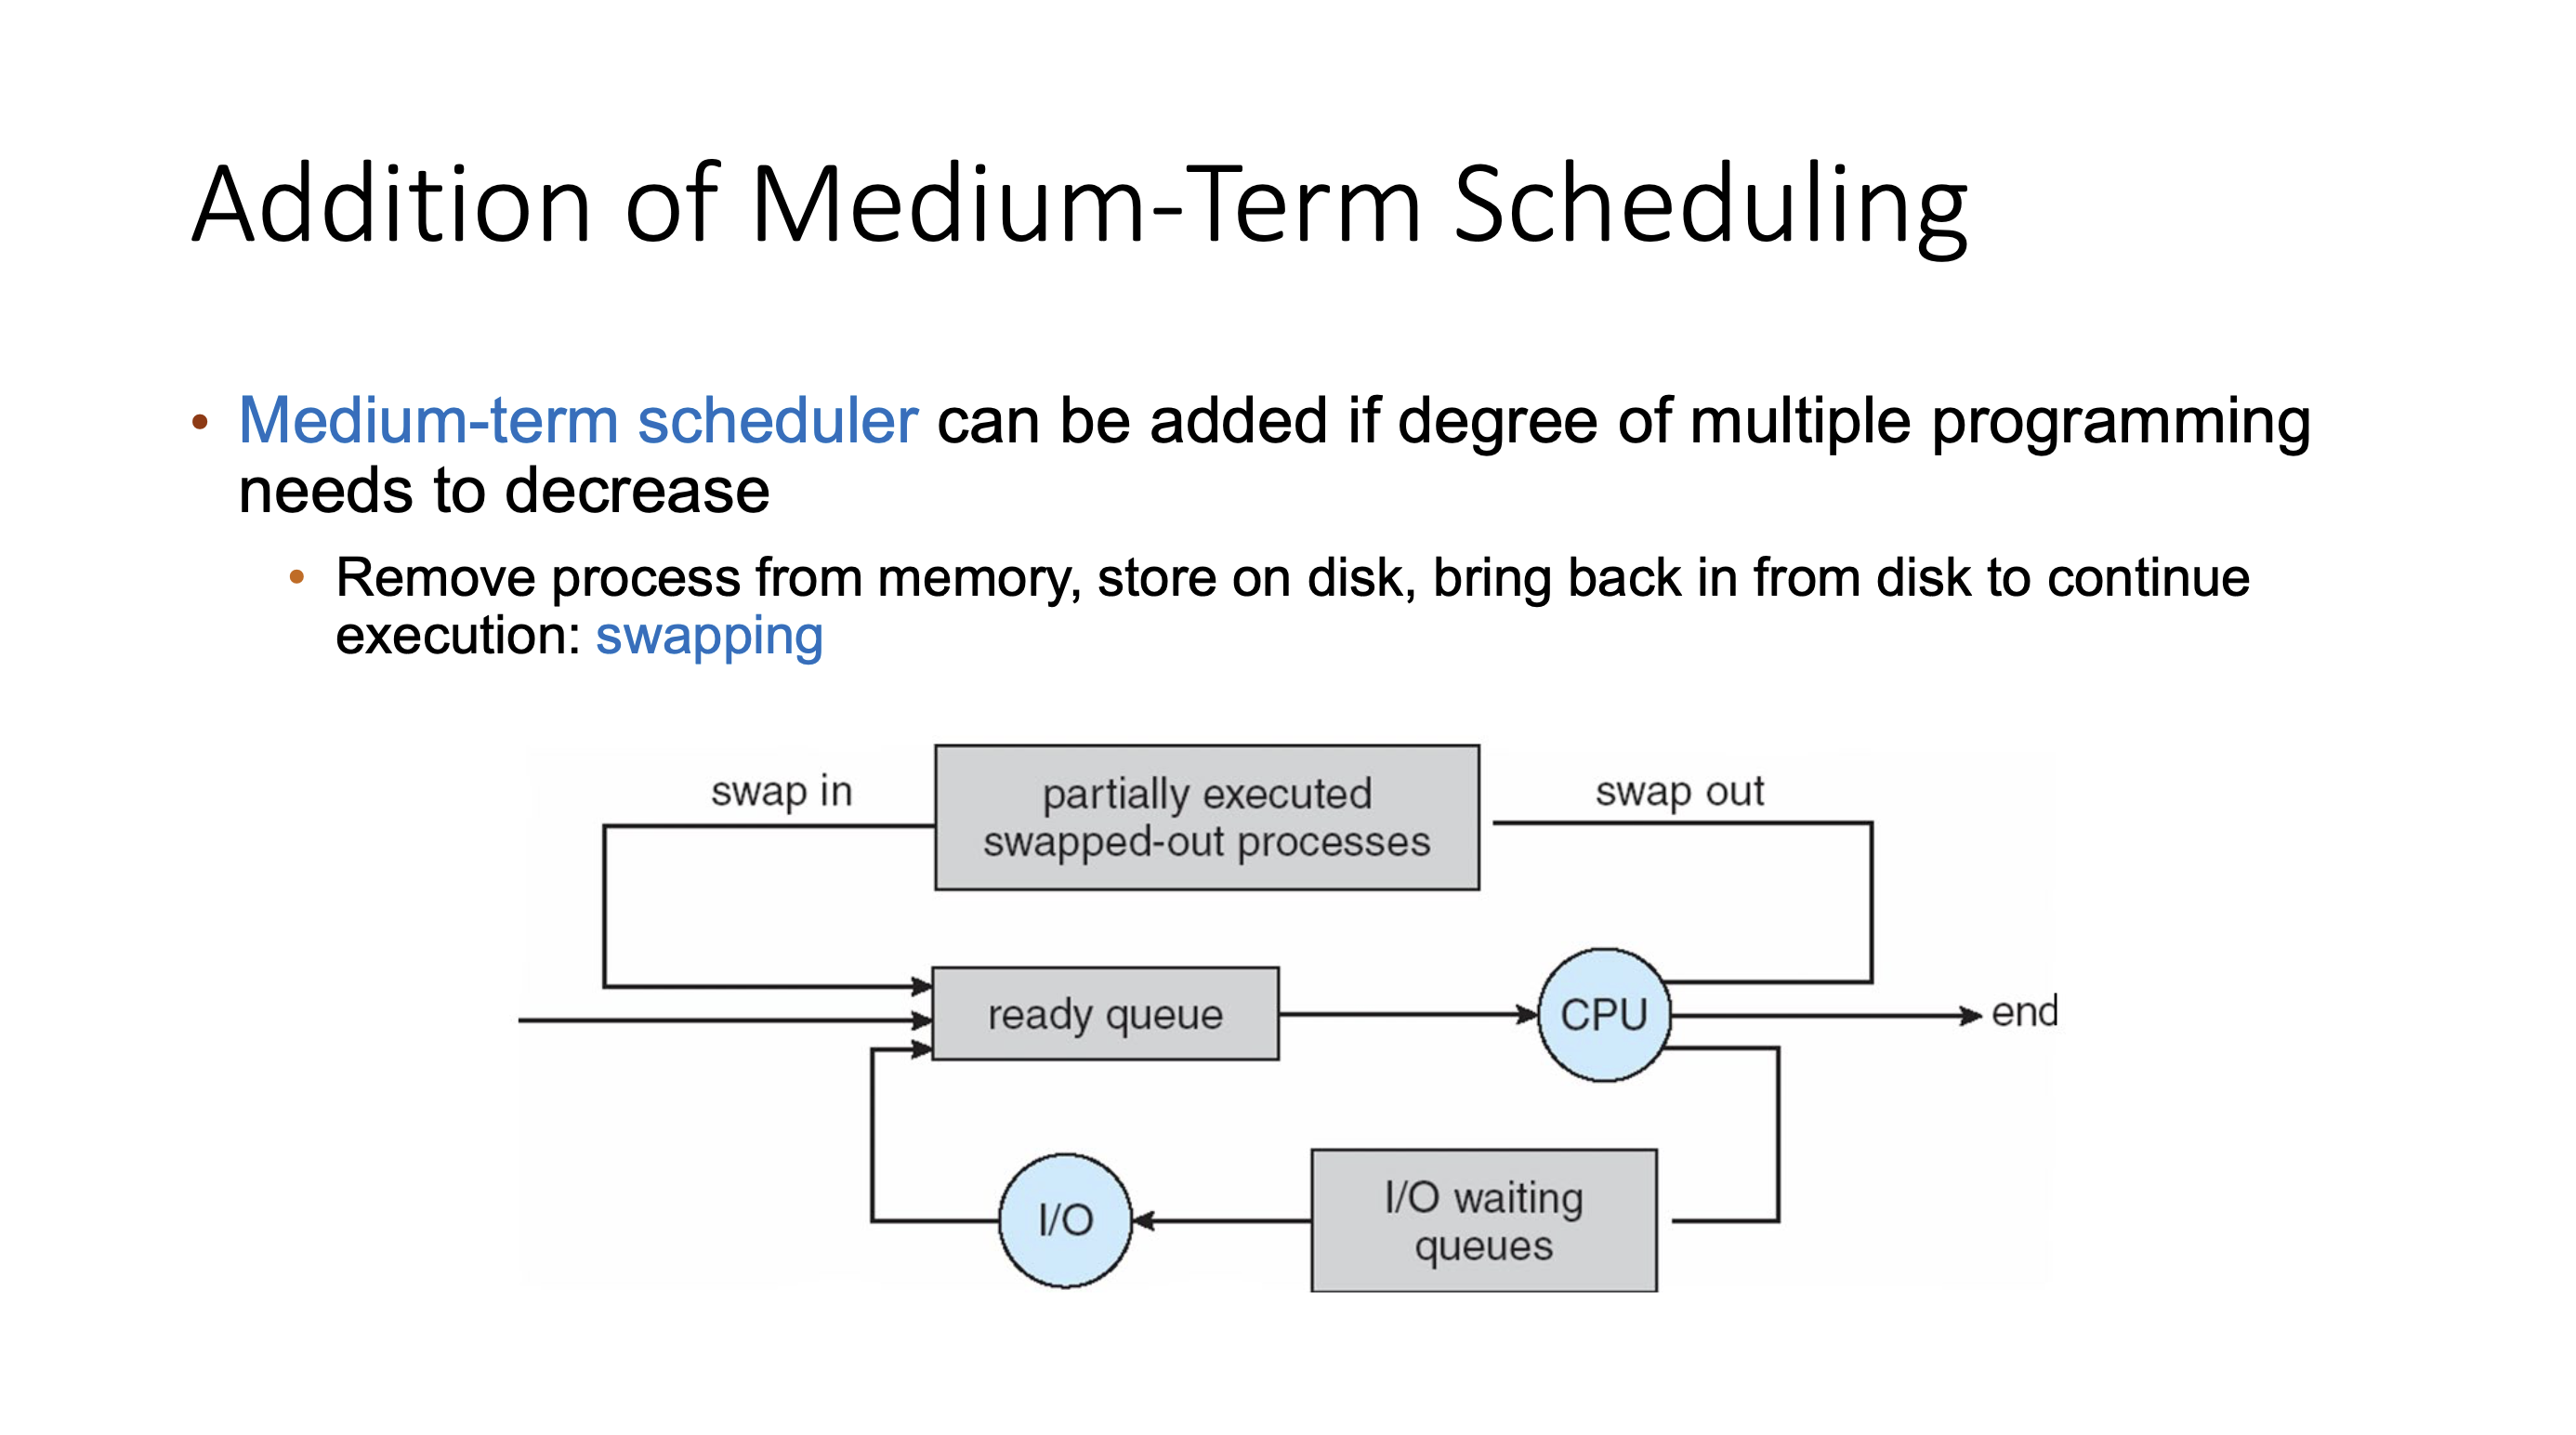 Addition of Medium-Term Scheduling
• Medium-term scheduler can be added if degree of multiple programming
needs to decrease
• Remove process from memory, store on disk, bring back in from disk to continue
execution: swapping
swap in
partially executed
swapped-out processes
swap out
ready queue
CPU
end
I/O
I/O waiting
queues